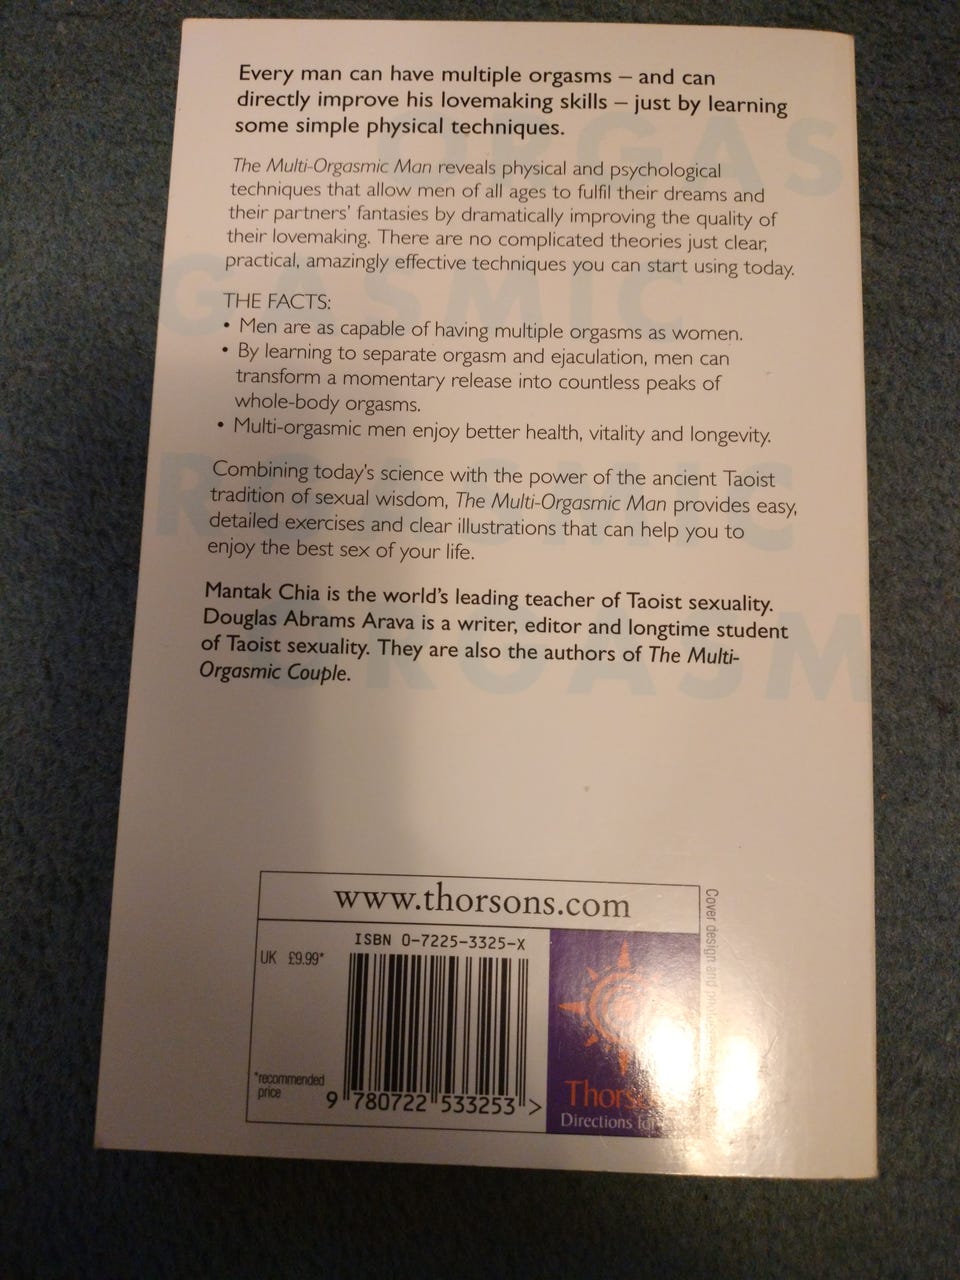 Every man can have multiple orgasms – and can
directly improve his lovemaking skills – just by learning
some simple physical techniques.
The Multi-Orgasmic Man reveals physical and psychological
techniques that allow men of all ages to fulfil their dreams and
their partners' fantasies by dramatically improving the quality of
their lovemaking. There are no complicated theories just clear,
practical, amazingly effective techniques you can start using today.
THE FACTS:
• Men are as capable of having multiple orgasms as women.
• By learning to separate orgasm and ejaculation, men can
transform a momentary release into countless peaks of
whole-body orgasms.
• Multi-orgasmic men enjoy better health, vitality and longevity.
Combining today's science with the power of the ancient Taoist
tradition of sexual wisdom, The Multi-Orgasmic Man provides easy,
detailed exercises and clear illustrations that can help you to
enjoy the best sex of your life.
Mantak Chia is the world's leading teacher of Taoist sexuality.
Douglas Abrams Arava is a writer, editor and longtime student
of Taoist sexuality. They are also the authors of The Multi-
Orgasmic Couple.
www.thorsons.com
ISBN 0-7225-3325-X
UK £9.99*
*recommended
price
9 780722 533253 >
Directions
Cover design and
ORGAS
GASMIC
RGASMIC
ORGASM